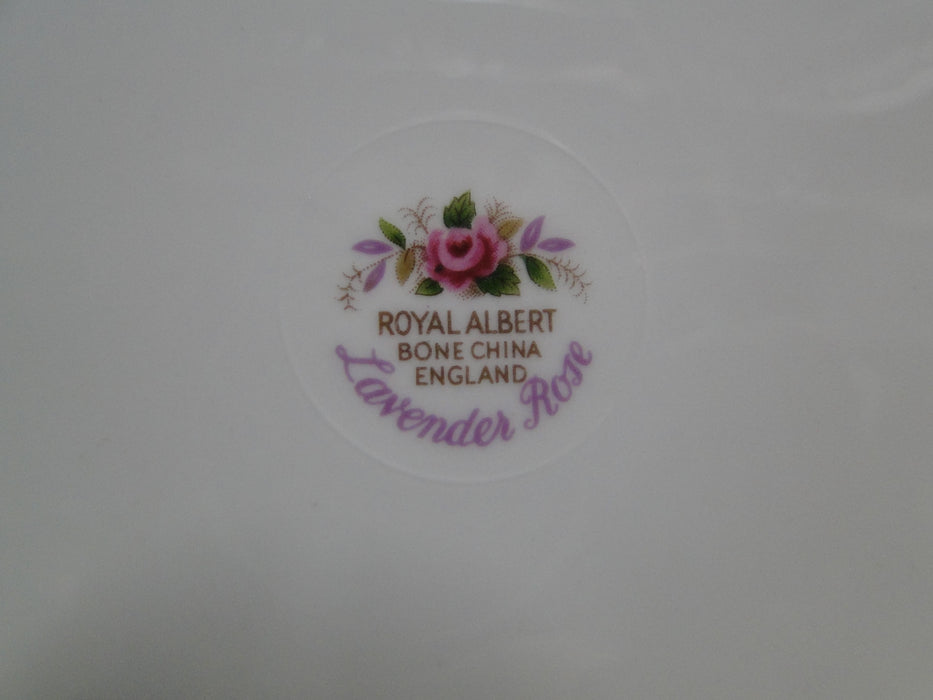 ROYAL ALBERT
BONE CHINA
ENGLAND
Lavender Rose